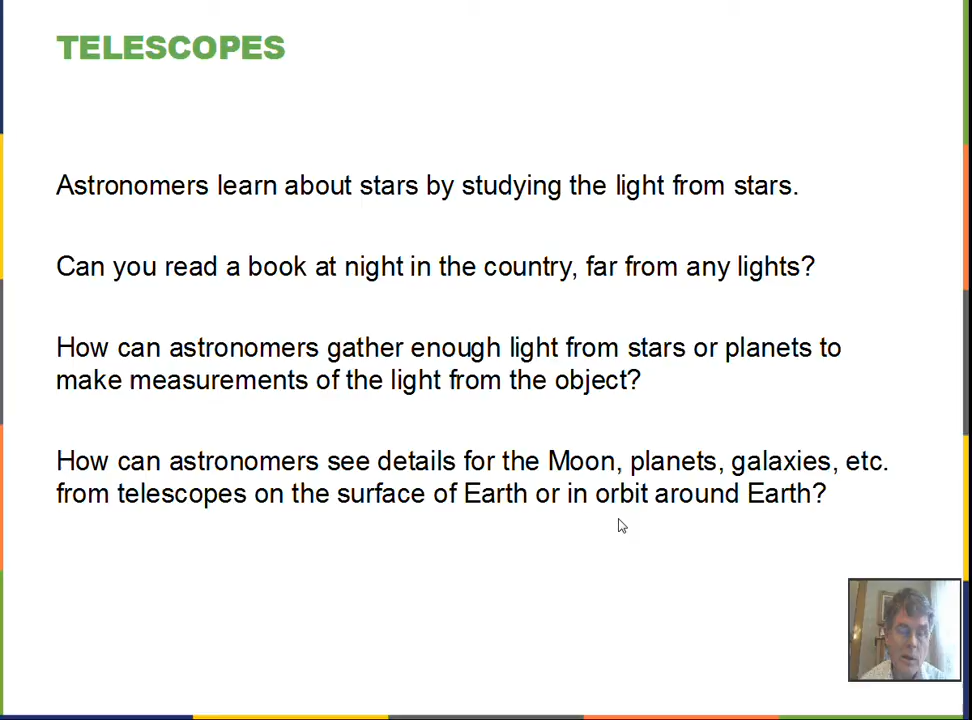 TELESCOPES
Astronomers learn about stars by studying the light from stars.
Can you read a book at night in the country, far from any lights?
How can astronomers gather enough light from stars or planets to
make measurements of the light from the object?
How can astronomers see details for the Moon, planets, galaxies, etc.
from telescopes on the surface of Earth or in orbit around Earth?